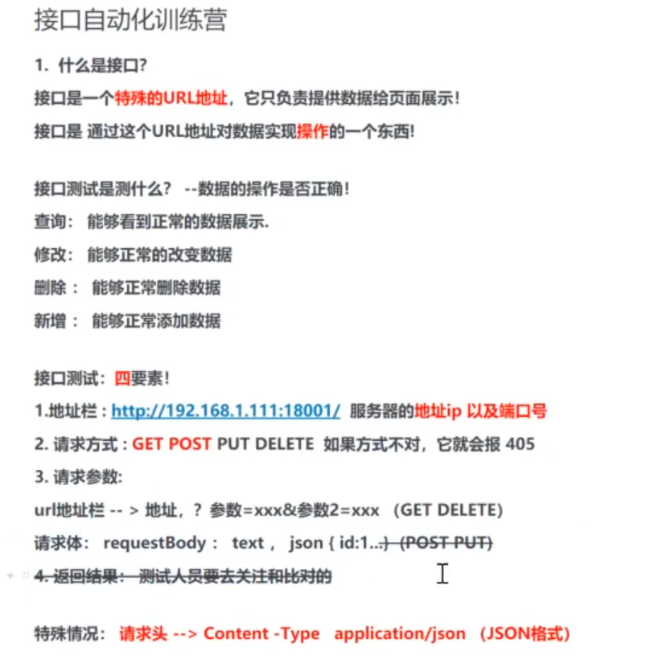 接口自动化训练营
1. 什么是接口?
接口是一个特殊的URL地址，它只负责提供数据给页面展示!
接口是 通过这个URL地址对数据实现操作的一个东西!
接口测试是测什么? --数据的操作是否正确!
查询： 能够看到正常的数据展示.
修改： 能够正常的改变数据
删除 ： 能够正常删除数据
新增 ： 能够正常添加数据
接口测试：四要素!
1.地址栏 : http://192.168.1.111:18001/ 服务器的地址ip 以及端口号
2. 请求方式 : GET POST PUT DELETE 如果方式不对，它就会报 405
3. 请求参数:
url地址栏 -- > 地址，? 参数=xxx&参数2=xxx （GET DELETE）
请求体： requestBody ： text ， json { id:1...} (POST PUT)
4. 返回结果： 测试人员要去关注和比对的
特殊情况： 请求头 --> Content -Type application/json （JSON格式）